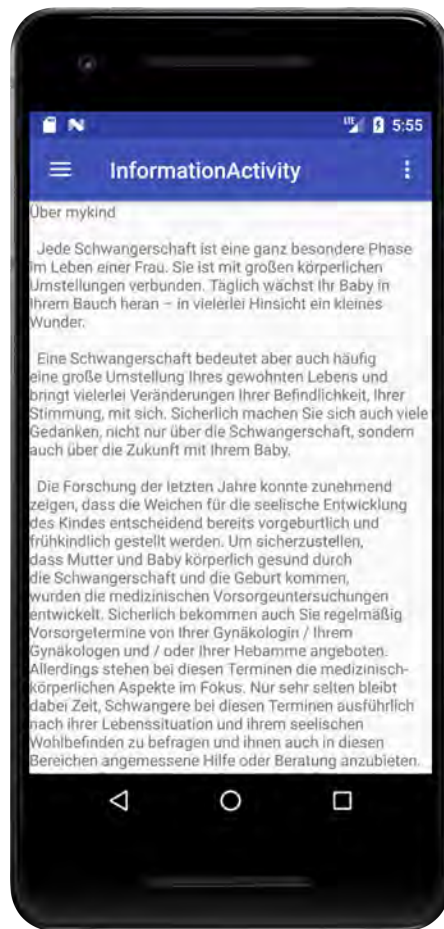 LTE 5:55
InformationActivity
Über mykind
Jede Schwangerschaft ist eine ganz besondere Phase
im Leben einer Frau. Sie ist mit großen körperlichen
Umstellungen verbunden. Täglich wächst Ihr Baby in
Ihrem Bauch heran – in vielerlei Hinsicht ein kleines
Wunder.
Eine Schwangerschaft bedeutet aber auch häufig
eine große Umstellung Ihres gewohnten Lebens und
bringt vielerlei Veränderungen Ihrer Befindlichkeit, Ihrer
Stimmung, mit sich. Sicherlich machen Sie sich auch viele
Gedanken, nicht nur über die Schwangerschaft, sondern
auch über die Zukunft mit Ihrem Baby.
Die Forschung der letzten Jahre konnte zunehmend
zeigen, dass die Weichen für die seelische Entwicklung
des Kindes entscheidend bereits vorgeburtlich und
frühkindlich gestellt werden. Um sicherzustellen,
dass Mutter und Baby körperlich gesund durch
die Schwangerschaft und die Geburt kommen,
wurden die medizinischen Vorsorgeuntersuchungen
entwickelt. Sicherlich bekommen auch Sie regelmäßig
Vorsorgetermine von Ihrer Gynäkologin / Ihrem
Gynäkologen und / oder Ihrer Hebamme angeboten.
Allerdings stehen bei diesen Terminen die medizinisch-
körperlichen Aspekte im Fokus. Nur sehr selten bleibt
dabei Zeit, Schwangere bei diesen Terminen ausführlich
nach ihrer Lebenssituation und ihrem seelischen
Wohlbefinden zu befragen und ihnen auch in diesen
Bereichen angemessene Hilfe oder Beratung anzubieten.